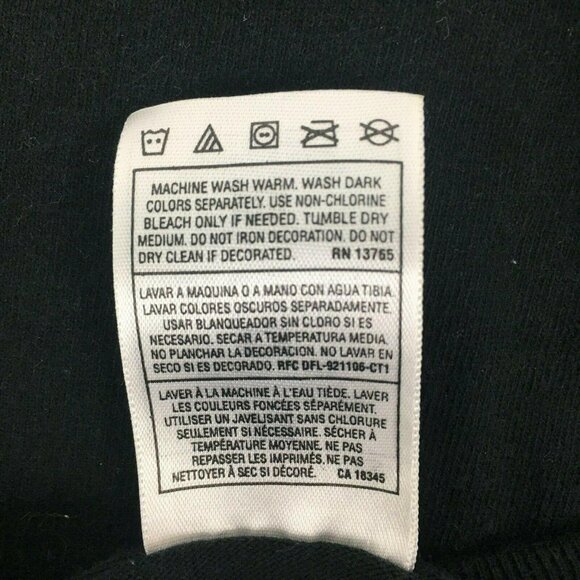 MACHINE WASH WARM. WASH DARK
COLORS SEPARATELY. USE NON-CHLORINE
BLEACH ONLY IF NEEDED. TUMBLE DRY
MEDIUM. DO NOT IRON DECORATION. DO NOT
DRY CLEAN IF DECORATED. RN 13765
LAVAR A MAQUINA O A MANO CON AGUA TIBIA.
LAVAR COLORES OSCUROS SEPARADAMENTE.
USAR BLANQUEADOR SIN CLORO SI ES
NECESARIO. SECAR A TEMPERATURA MEDIA.
NO PLANCHAR LA DECORACION. NO LAVAR EN
SECO SI ES DECORADO. RFC DFL-921106-CT1
LAVER À LA MACHINE À L'EAU TIÈDE. LAVER
LES COULEURS FONCÉES SÉPARÉMENT.
UTILISER UN JAVELISANT SANS CHLORURE
SEULEMENT SI NÉCESSAIRE. SÉCHER À
TEMPÉRATURE MOYENNE. NE PAS
REPASSER LES IMPRIMÉS. NE PAS
NETTOYER À SEC SI DÉCORÉ. CA 18345